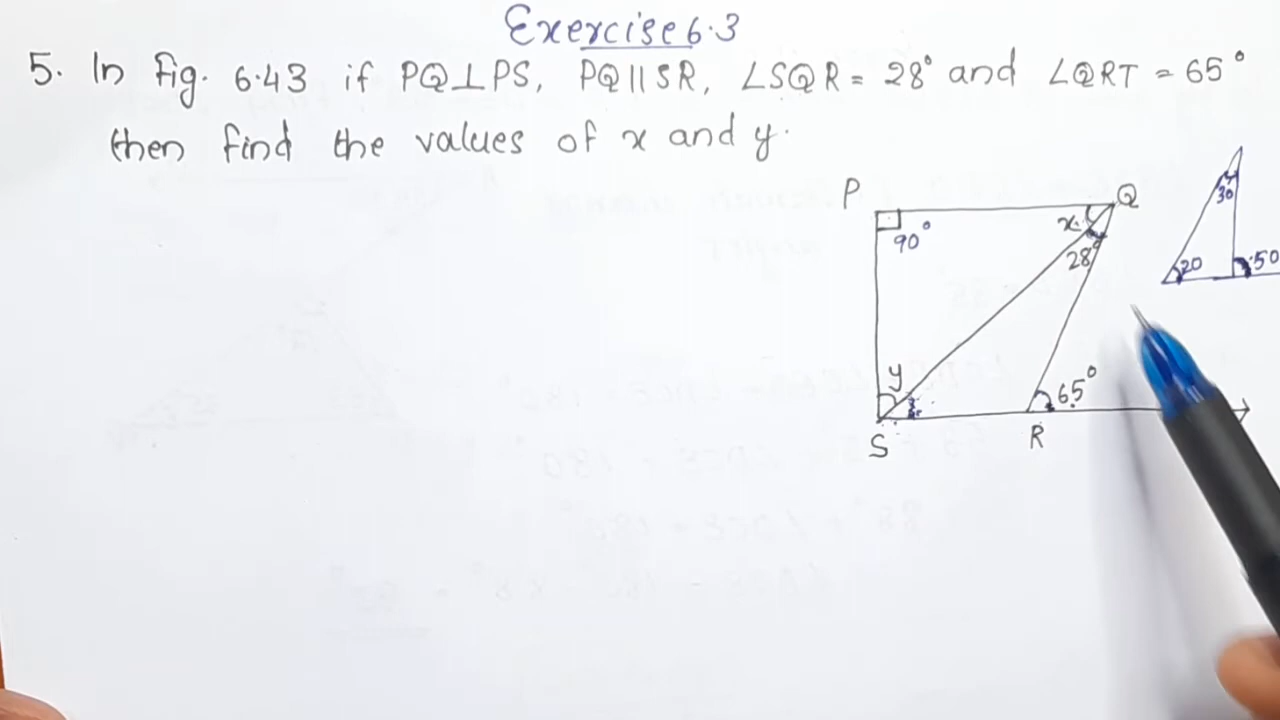 Exercise 6.3
5. In Fig. 6.43 if PQ⊥PS, PQ||SR, ∠SQR = 28° and ∠QRT = 65°
then find the values of x and y.
P
Q
90°
x
28°
30
20
50
y
65°
S
R